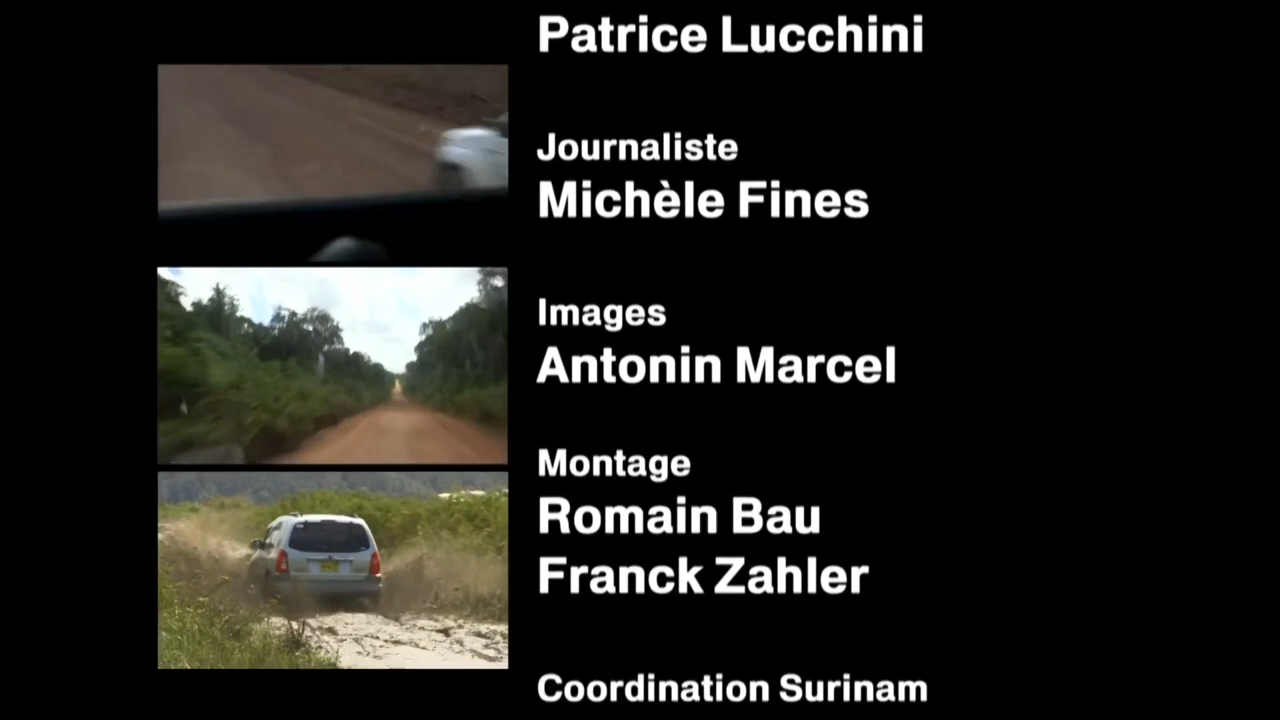 Patrice Lucchini
Journaliste
Michèle Fines
Images
Antonin Marcel
Montage
Romain Bau
Franck Zahler
Coordination Surinam